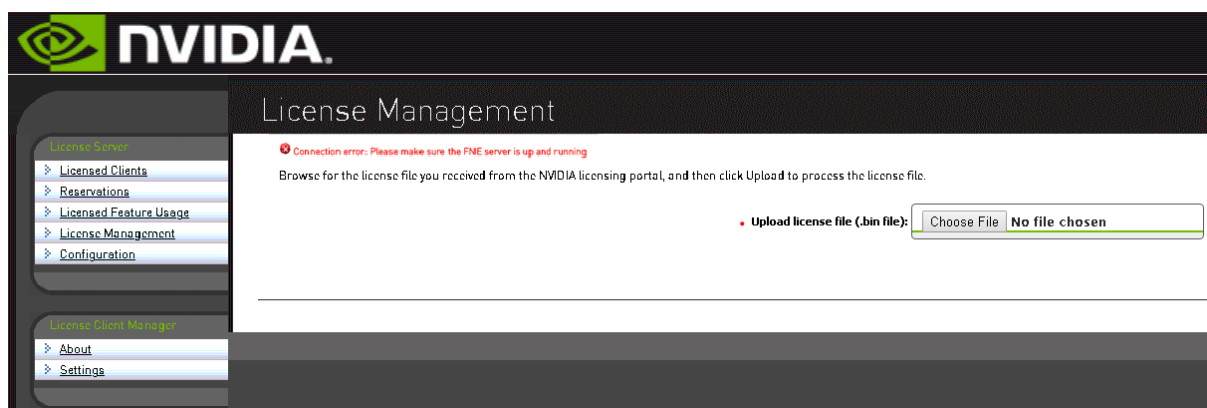 NVIDIA.
License Management
License Server
Licensed Clients
Reservations
Licensed Feature Usage
License Management
Configuration
Connection error: Please make sure the FNE server is up and running
Browse for the license file you received from the NVIDIA licensing portal, and then click Upload to process the license file.
Upload license file (.bin file): Choose File No file chosen
License Client Manager
About
Settings